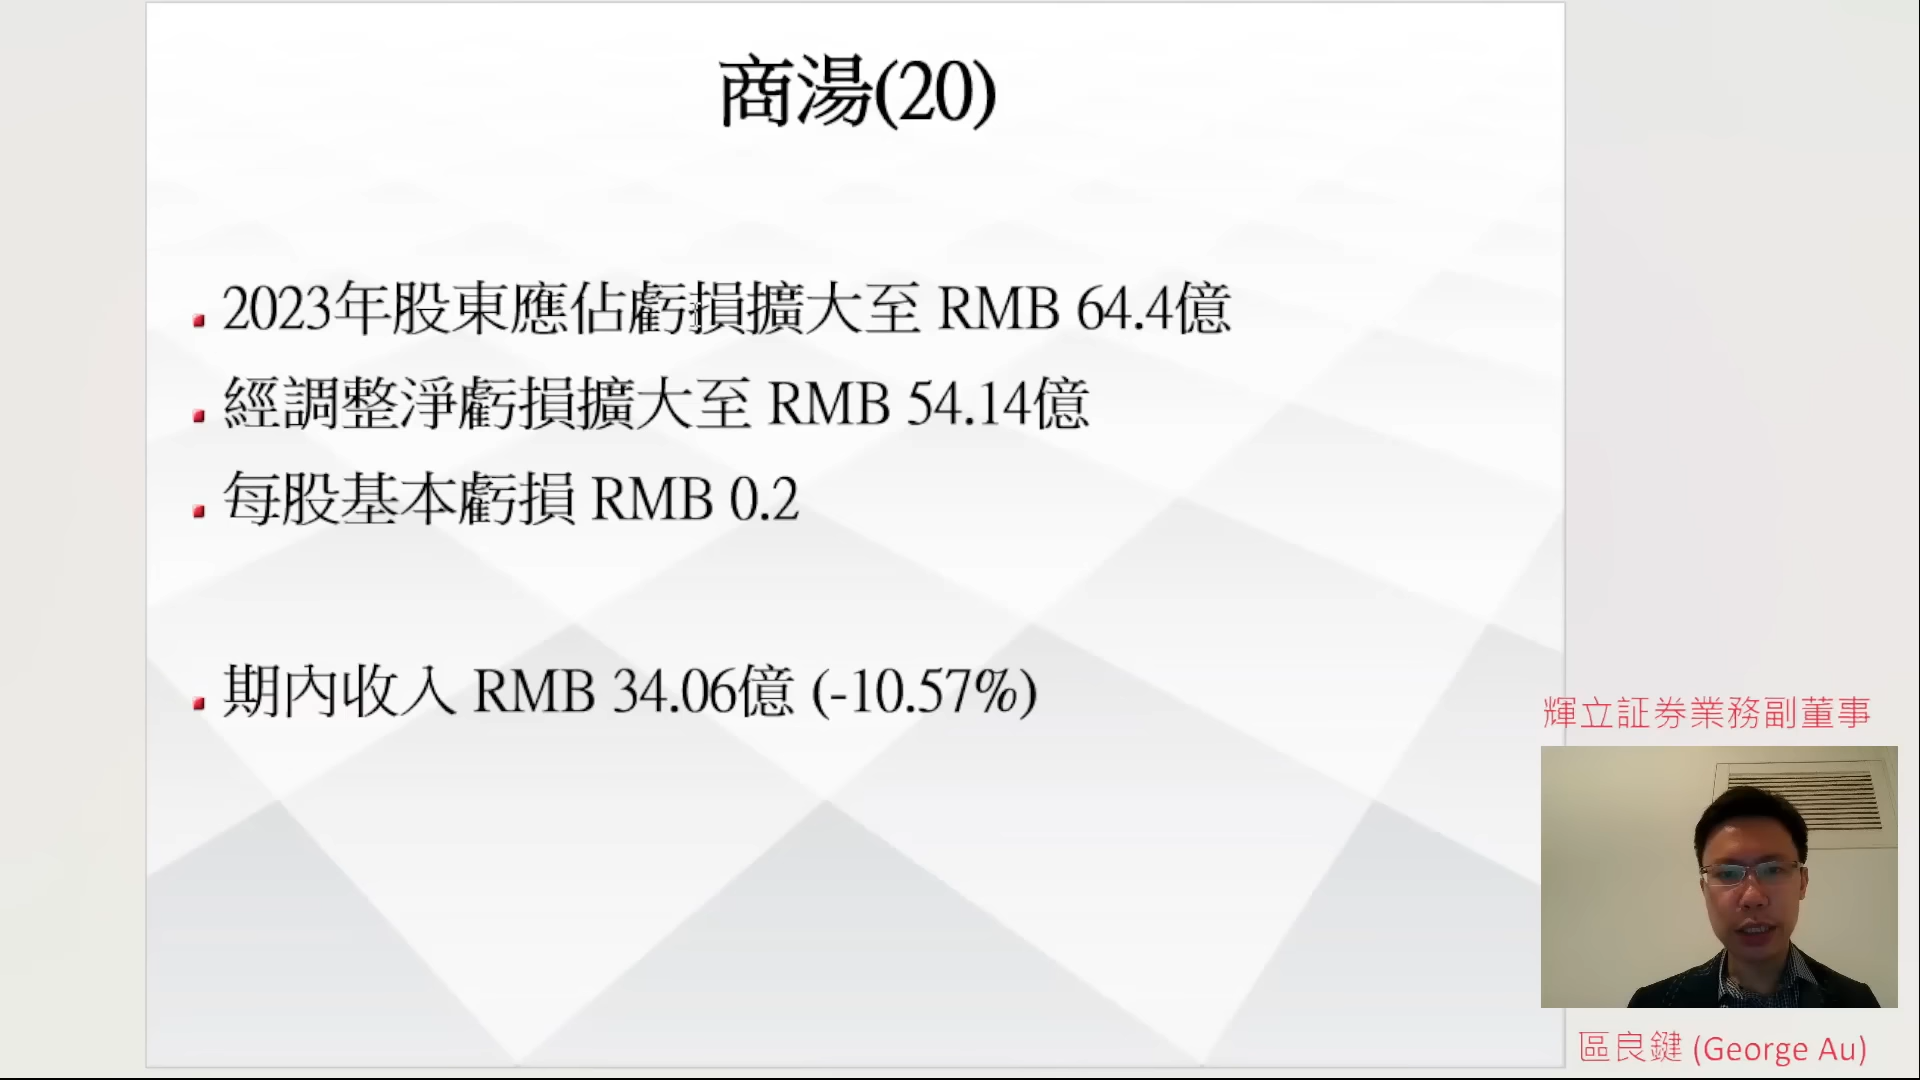 商湯(20)
2023年股東應佔虧損擴大至 RMB 64.4億
經調整淨虧損擴大至 RMB 54.14億
每股基本虧損 RMB 0.2
期內收入 RMB 34.06億 (-10.57%)
輝立証券業務副董事
區良鍵 (George Au)